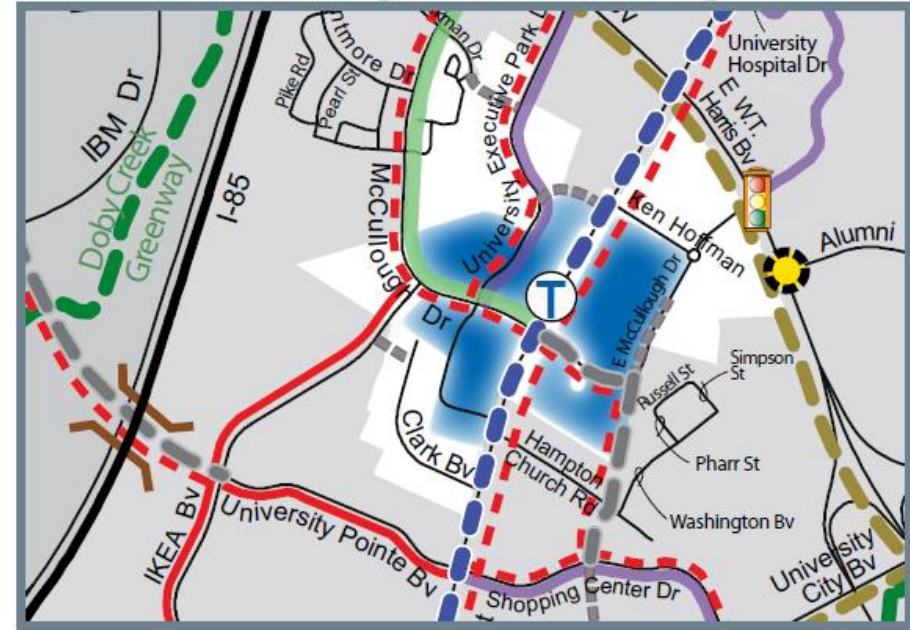 IBM Dr
Doby Creek
Greenway
I-85
Pike Rd
Pearl St
McCullough Dr
University Executive Park
University
Hospital Dr
E W.T.
Harris Bv
Ken Hoffman
Alumni
T
E McCullough Dr
Simpson
St
Russell St
Pharr St
Washington Bv
Clark Bv
Hampton
Church Rd
IKEA Bv
University Pointe Bv
Shopping Center Dr
University
City Bv